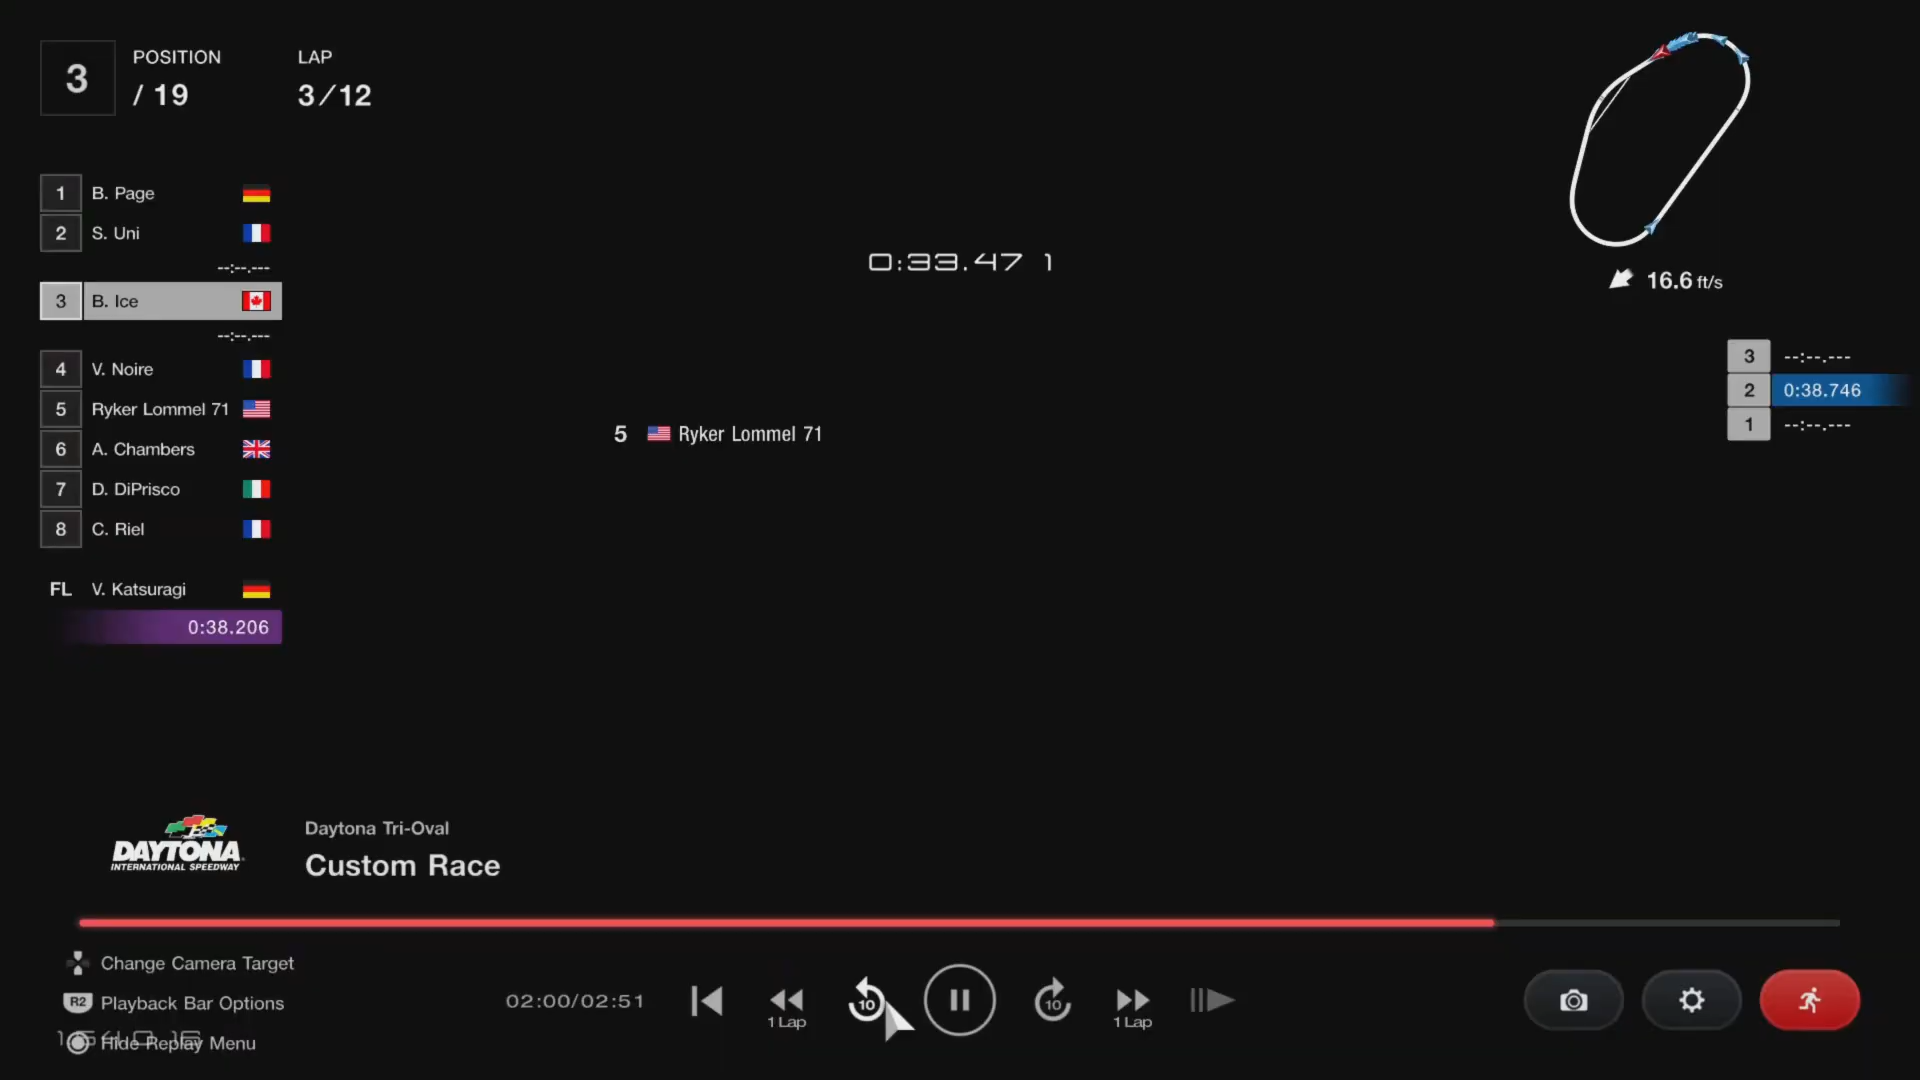 3
POSITION
/ 19
LAP
3/12
1 B. Page
2 S. Uni
--:--.---
3 B. Ice
--:--.---
4 V. Noire
5 Ryker Lommel 71
6 A. Chambers
7 D. DiPrisco
8 C. Riel
FL V. Katsuragi
0:38.206
0:33.47 1
5 Ryker Lommel 71
16.6 ft/s
3 --:--.---
2 0:38.746
1 --:--.---
DAYTONA
INTERNATIONAL SPEEDWAY
Daytona Tri-Oval
Custom Race
Change Camera Target
R2 Playback Bar Options
Hide Replay Menu
02:00/02:51
1 Lap
10
10
1 Lap